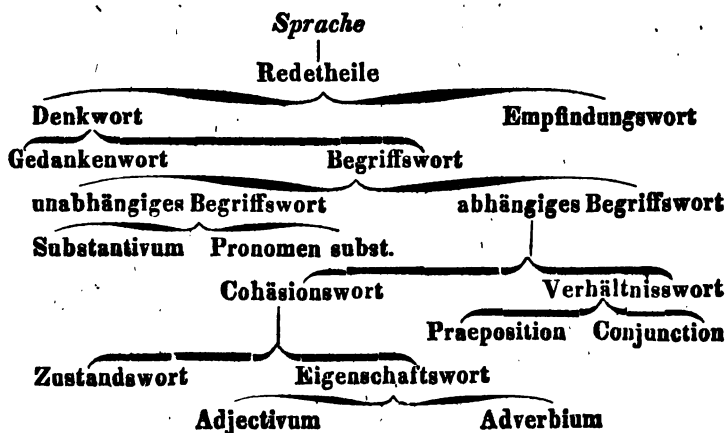 Sprache
Redetheile
Denkwort Empfindungswort
Gedankenwort Begriffswort
unabhängiges Begriffswort abhängiges Begriffswort
Substantivum Pronomen subst.
Cohäsionswort Verhältnisswort
Praeposition Conjunction
Zustandswort Eigenschaftswort
Adjectivum Adverbium